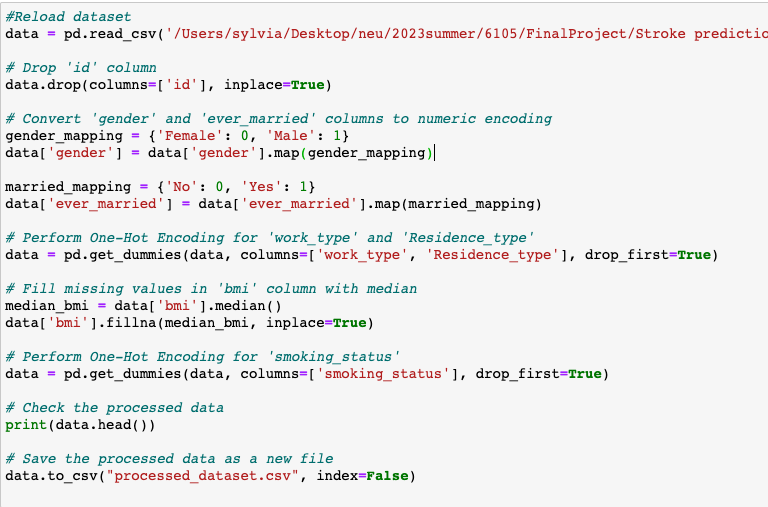 #Reload dataset
data = pd.read_csv('/Users/sylvia/Desktop/neu/2023summer/6105/FinalProject/Stroke predictio
# Drop 'id' column
data.drop(columns=['id'], inplace=True)
# Convert 'gender' and 'ever_married' columns to numeric encoding
gender_mapping = {'Female': 0, 'Male': 1}
data['gender'] = data['gender'].map(gender_mapping)
married_mapping = {'No': 0, 'Yes': 1}
data['ever_married'] = data['ever_married'].map(married_mapping)
# Perform One-Hot Encoding for 'work_type' and 'Residence_type'
data = pd.get_dummies(data, columns=['work_type', 'Residence_type'], drop_first=True)
# Fill missing values in 'bmi' column with median
median_bmi = data['bmi'].median()
data['bmi'].fillna(median_bmi, inplace=True)
# Perform One-Hot Encoding for 'smoking_status'
data = pd.get_dummies(data, columns=['smoking_status'], drop_first=True)
# Check the processed data
print(data.head())
# Save the processed data as a new file
data.to_csv("processed_dataset.csv", index=False)